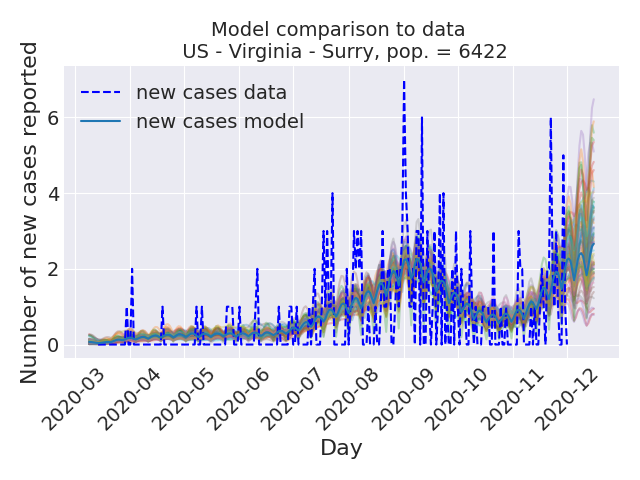 Model comparison to data
US - Virginia - Surry, pop. = 6422
Number of new cases reported
new cases data
new cases model
6
4
2
0
2020-03
2020-04
2020-05
2020-06
2020-07
2020-08
2020-09
2020-10
2020-11
2020-12
Day